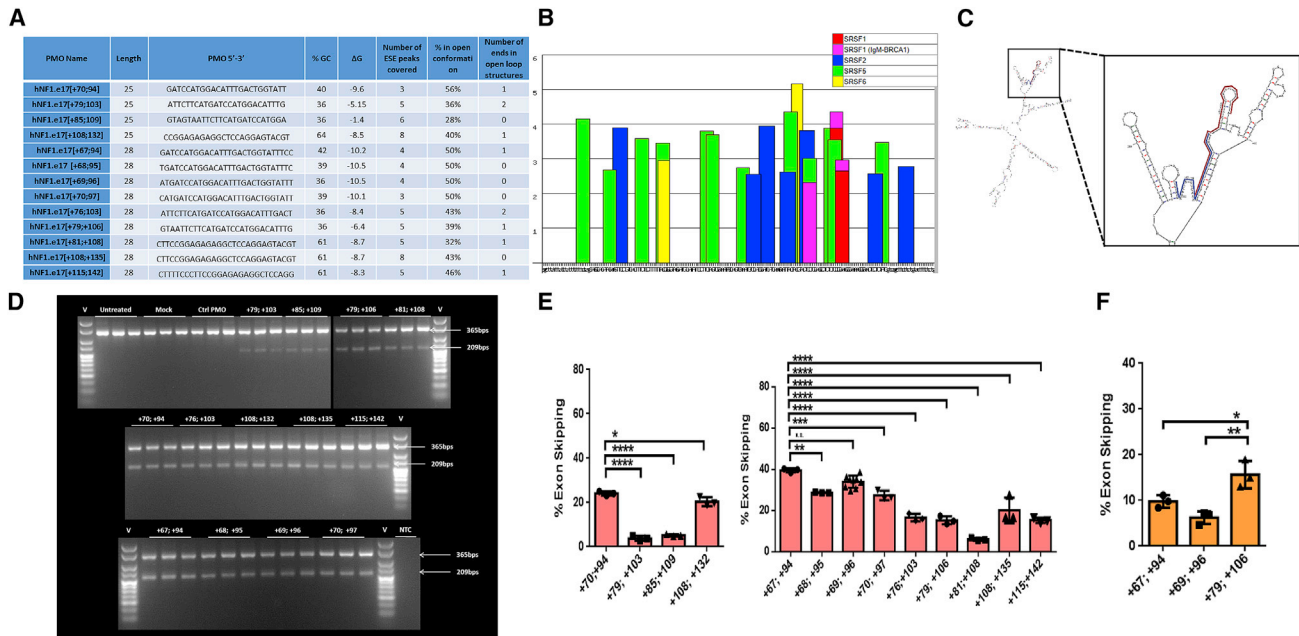 A
PMO Name Length PMO 5'-3' % GC ΔG Number of ESE peaks covered % in open conformati on Number of ends in open loop structures
hNF1.e17[+70;94] 25 GATCCATGGACATTTGACTGGTATT 40 -9.6 3 56% 1
hNF1.e17[+79;103] 25 ATTCTTCATGATCCATGGACATTTG 36 -5.15 5 36% 2
hNF1.e17[+85;109] 25 GTAGTAATTCTTCATGATCCATGGA 36 -1.4 6 28% 0
hNF1.e17[+108;132] 25 CCGGAGAGAGGCTCCAGGAGTACGT 64 -8.5 8 40% 1
hNF1.e17[+67;94] 28 GATCCATGGACATTTGACTGGTATTTCC 42 -10.2 4 50% 1
hNF1.e17 [+68;95] 28 TGATCCATGGACATTTGACTGGTATTTC 39 -10.5 4 50% 0
hNF1.e17[+69;96] 28 ATGATCCATGGACATTTGACTGGTATTT 36 -10.5 4 50% 0
hNF1.e17[+70;97] 28 CATGATCCATGGACATTTGACTGGTATT 39 -10.1 3 50% 0
hNF1.e17[+76;103] 28 ATTCTTCATGATCCATGGACATTTGACT 36 -8.4 5 43% 2
hNF1.e17[+79;+106] 28 GTAATTCTTCATGATCCATGGACATTTG 36 -6.4 5 39% 1
hNF1.e17[+81;+108] 28 CTTCCGGAGAGAGGCTCCAGGAGTACGT 61 -8.7 5 32% 1
hNF1.e17[+108;+135] 28 CTTCCGGAGAGAGGCTCCAGGAGTACGT 61 -8.7 8 43% 0
hNF1.e17[+115;142] 28 CTTTTCCCTTCCGGAGAGAGGCTCCAGG 61 -8.3 5 46% 1
B
SRSF1
SRSF1 (IgM-BRCA1)
SRSF2
SRSF5
SRSF6
6
5
4
3
2
1
C
D
V Untreated Mock Ctrl PMO +79; +103 +85; +109 +79; +106 +81; +108 V
365bps
209bps
+70; +94 +76; +103 +108; +132 +108; +135 +115; +142 V
365bps
209bps
V +67; +94 +68; +95 +69; +96 +70; +97 V NTC
365bps
209bps
E
% Exon Skipping
80
60
40
20
0
*
****
****
+70;+94
+79; +103
+85; +109
+108; +132
% Exon Skipping
80
60
40
20
0
****
****
****
****
****
***
**
+67; +94
+68; +95
+69; +96
+70; +97
+76;+103
+79; +106
+81; +108
+108; +135
+115;+142
F
% Exon Skipping
40
30
20
10
0
*
**
+67; +94
+69; +96
+79; +106